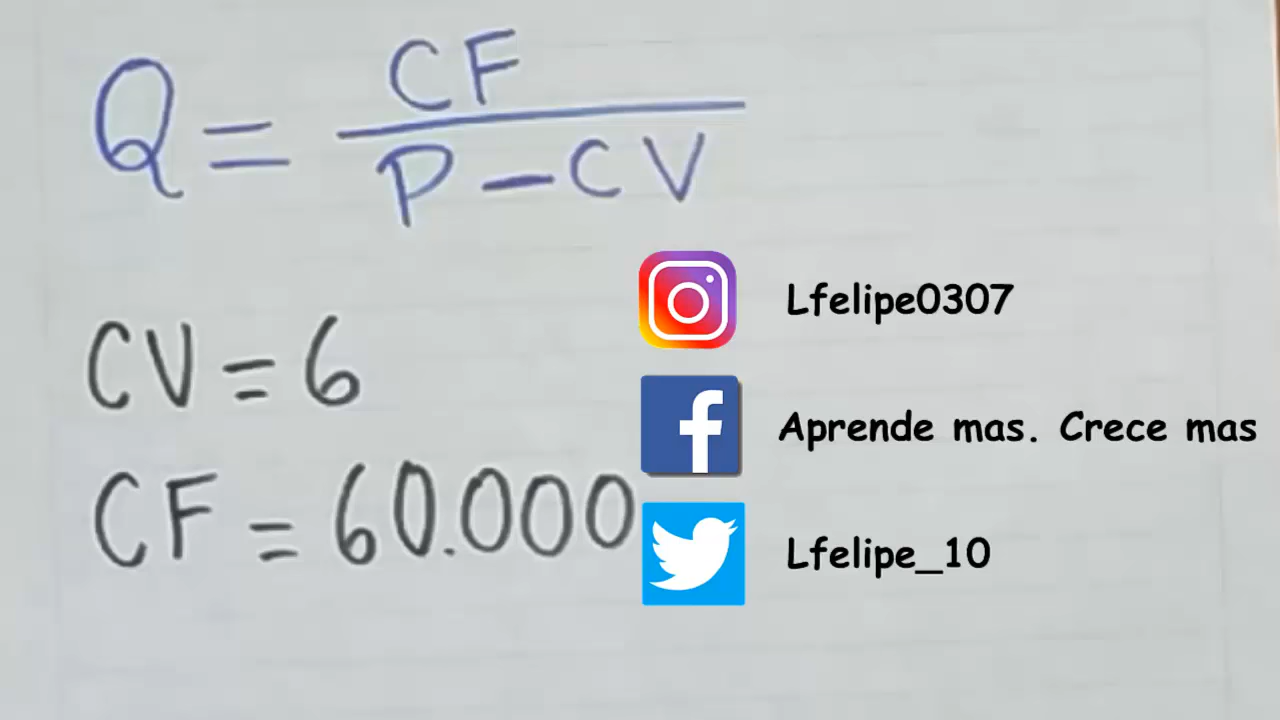 Q = CF
P - CV
CV = 6
CF = 60.000
Lfelipe0307
Aprende mas. Crece mas
Lfelipe_10